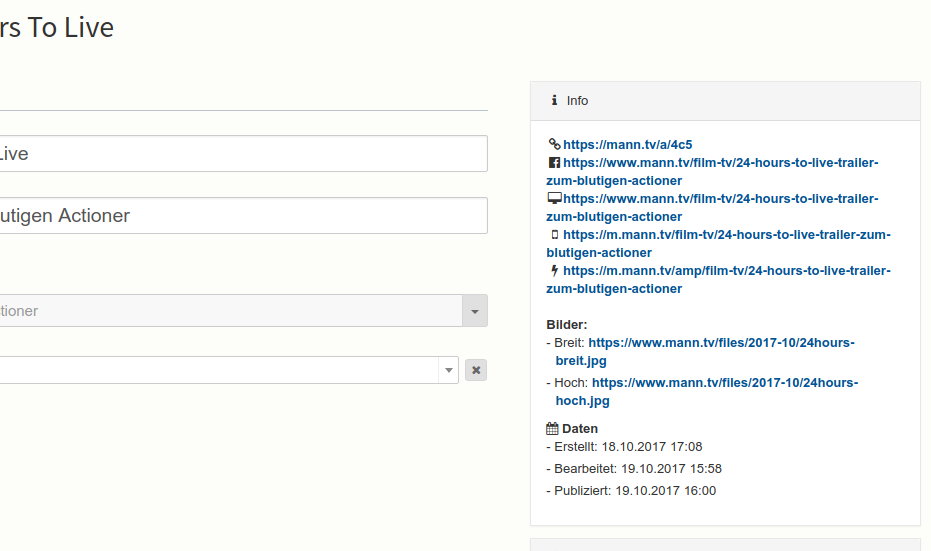 rs To Live
Info
Live
utigen Actioner
tioner
https://mann.tv/a/4c5
https://www.mann.tv/film-tv/24-hours-to-live-trailer-
zum-blutigen-actioner
https://www.mann.tv/film-tv/24-hours-to-live-trailer-
zum-blutigen-actioner
https://m.mann.tv/film-tv/24-hours-to-live-trailer-zum-
blutigen-actioner
https://m.mann.tv/amp/film-tv/24-hours-to-live-trailer-
zum-blutigen-actioner
Bilder:
- Breit: https://www.mann.tv/files/2017-10/24hours-
breit.jpg
- Hoch: https://www.mann.tv/files/2017-10/24hours-
hoch.jpg
Daten
- Erstellt: 18.10.2017 17:08
- Bearbeitet: 19.10.2017 15:58
- Publiziert: 19.10.2017 16:00